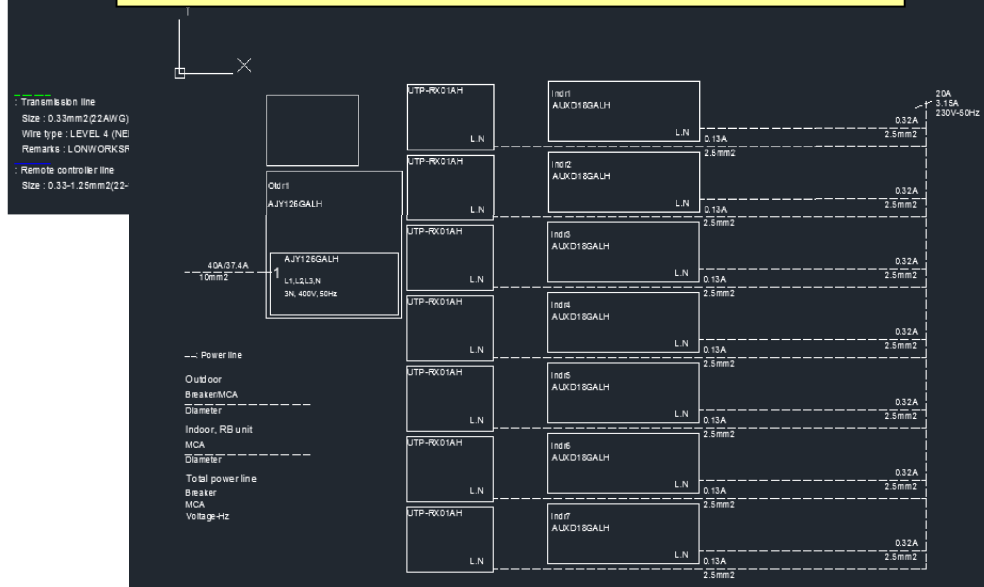 : Transmission line
Size : 0.33mm2(22AWG)
Wire type : LEVEL 4 (NE
Remarks : LONWORKS
: Remote controller line
Size : 0.33-1.25mm2(22-
X
Otdr1
AJY126GALH
40A/37.4A
10mm2
1
AJY126GALH
L1,L2,L3,N
3N, 400V, 50Hz
---: Power line
Outdoor
Breaker/MCA
Diameter
Indoor, RB unit
MCA
Diameter
Total power line
Breaker
MCA
Voltage-Hz
20A
3.15A
230V-50Hz
UTP-RX01AH
L.N
Indr1
AUXD18GALH
L.N
0.13A
2.5mm2
0.32A
2.5mm2
UTP-RX01AH
L.N
Indr2
AUXD18GALH
L.N
0.13A
2.5mm2
0.32A
2.5mm2
UTP-RX01AH
L.N
Indr3
AUXD18GALH
L.N
0.13A
2.5mm2
0.32A
2.5mm2
UTP-RX01AH
L.N
Indr4
AUXD18GALH
L.N
0.13A
2.5mm2
0.32A
2.5mm2
UTP-RX01AH
L.N
Indr5
AUXD18GALH
L.N
0.13A
2.5mm2
0.32A
2.5mm2
UTP-RX01AH
L.N
Indr6
AUXD18GALH
L.N
0.13A
2.5mm2
0.32A
2.5mm2
UTP-RX01AH
L.N
Indr7
AUXD18GALH
L.N
0.13A
2.5mm2
0.32A
2.5mm2